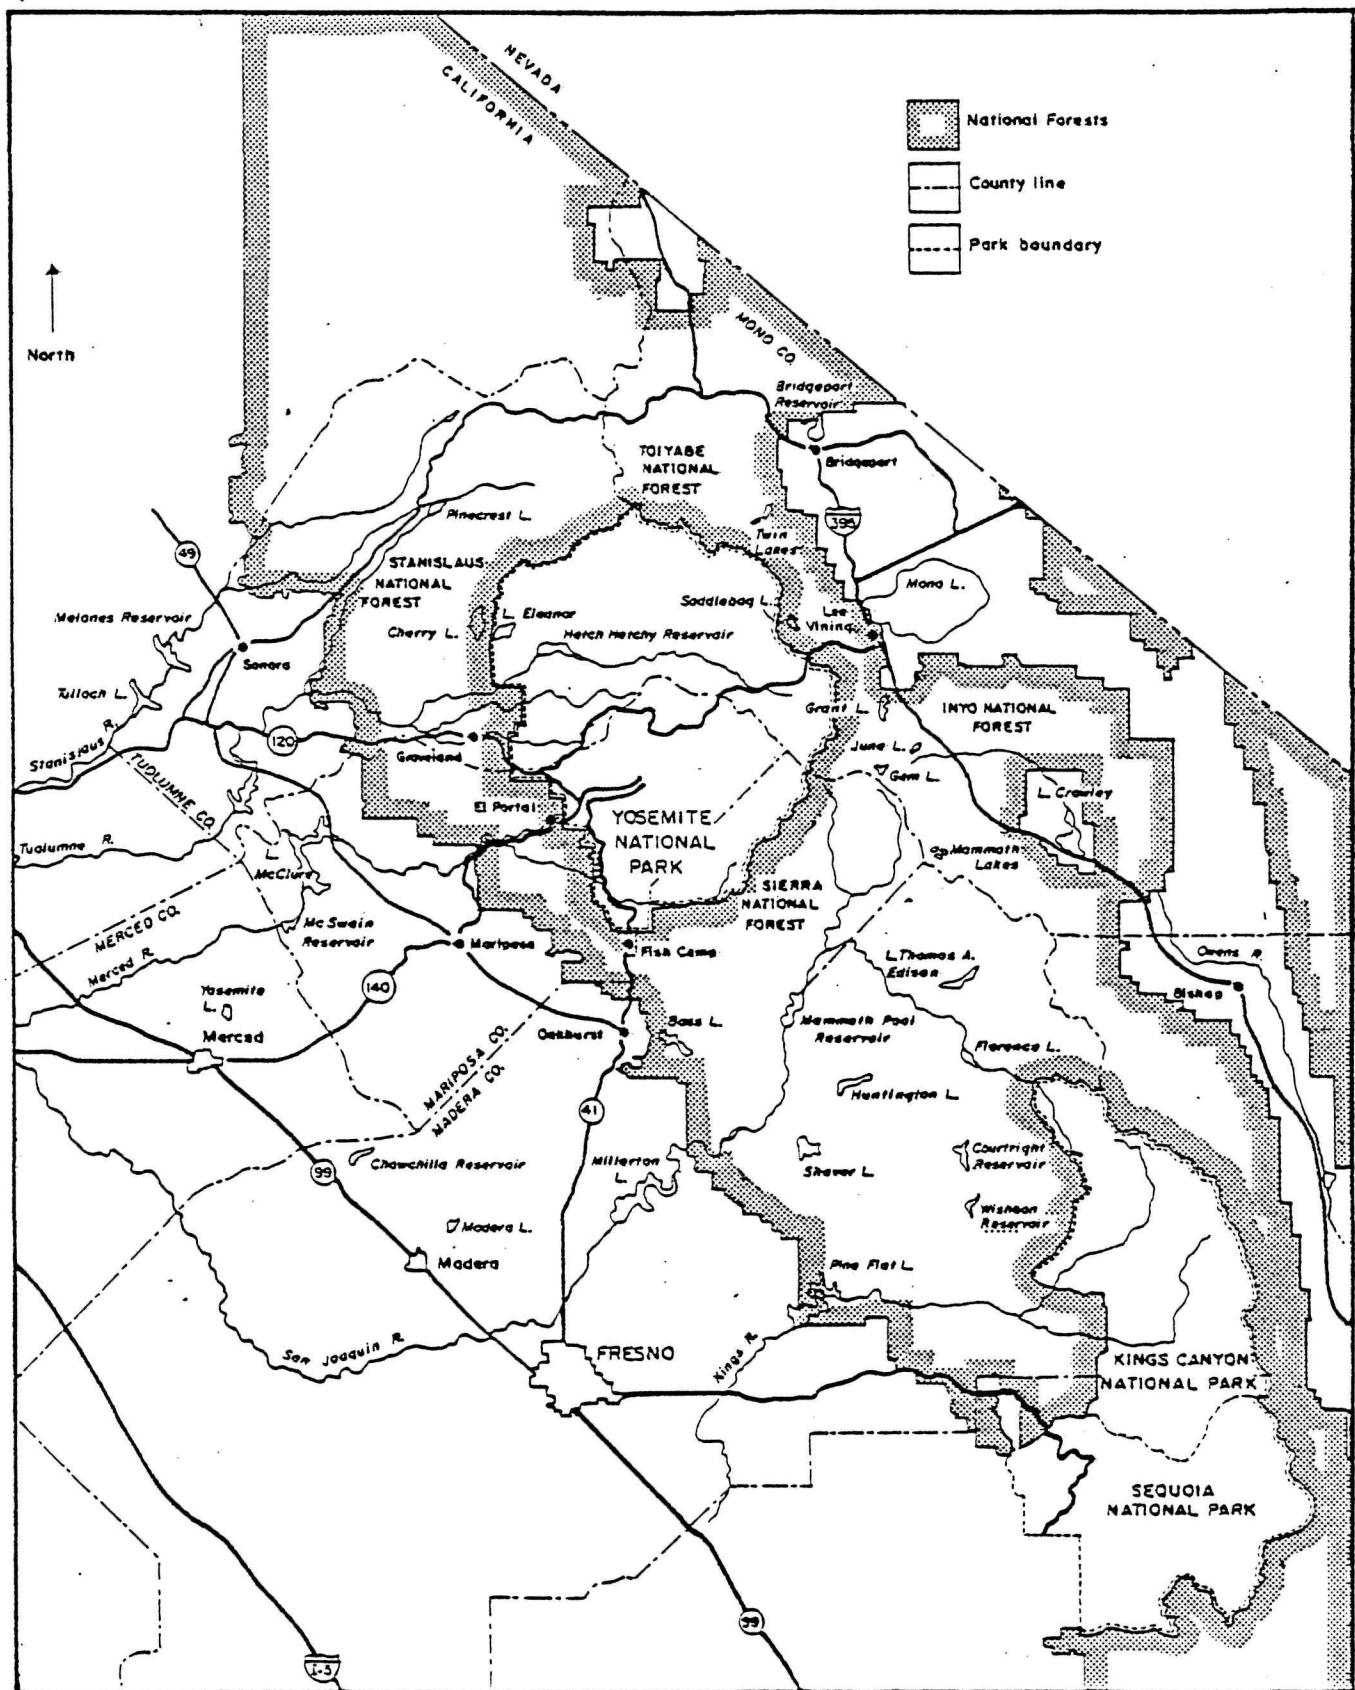 NEVADA
CALIFORNIA
National Forests
County line
Park boundary
North
MONO CO.
Bridgeport
Reservoir
Bridgeport
TOIYABE
NATIONAL
FOREST
Pinecrest L.
Twin
Lakes
395
49
STANISLAUS
NATIONAL
FOREST
Mono L.
Melones Reservoir
L. Eleanor
Cherry L.
Saddlebag L.
Lee
Vining
Hetch Hetchy Reservoir
Sonora
Tulloch L.
Grant L.
INYO NATIONAL
FOREST
Stanislaus R.
120
Groveland
June L.
Gem L.
TUOLUMNE CO.
El Portal
L. Crowley
YOSEMITE
NATIONAL
PARK
Tuolumne R.
L.
McClure
Mammoth
Lakes
SIERRA
NATIONAL
FOREST
MERCED CO.
McSwain
Reservoir
Mariposa
Fish Camp
Merced R.
L. Thomas A.
Edison
Owens R.
Bishop
Yosemite
L.
140
Merced
Oakhurst
Bass L.
Mammoth Pool
Reservoir
Florence L.
MARIPOSA CO.
MADERA CO.
41
Huntington L.
99
Chowchilla Reservoir
Millerton
L.
Shaver L.
Courtright
Reservoir
Wishon
Reservoir
Madera L.
Madera
Pine Flat L.
San Joaquin R.
FRESNO
Kings R.
KINGS CANYON
NATIONAL PARK
SEQUOIA
NATIONAL PARK
99
I-5